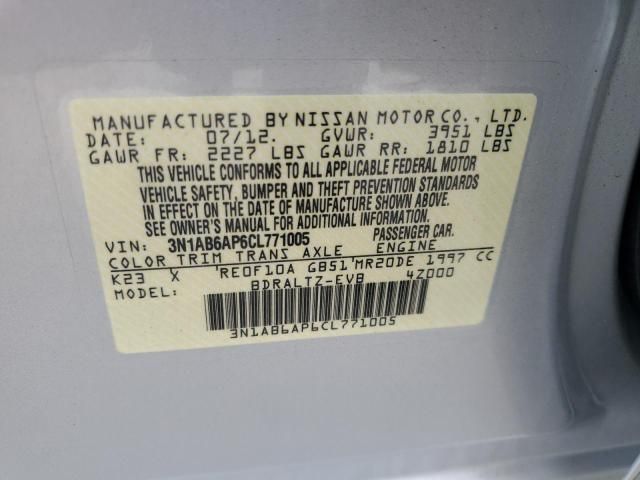 MANUFACTURED BY NISSAN MOTOR CO., LTD.
DATE: 07/12. GVWR: 3951 LBS
GAWR FR: 2227 LBS GAWR RR: 1810 LBS
THIS VEHICLE CONFORMS TO ALL APPLICABLE FEDERAL MOTOR
VEHICLE SAFETY, BUMPER AND THEFT PREVENTION STANDARDS
IN EFFECT ON THE DATE OF MANUFACTURE SHOWN ABOVE.
SEE OWNER'S MANUAL FOR ADDITIONAL INFORMATION.
VIN: 3N1AB6AP6CL771005 PASSENGER CAR.
COLOR TRIM TRANS AXLE ENGINE
K23 X RE0F10A GB51 MR20DE 1997 CC
MODEL: BDRALTZ-EVB 4Z000
3N1AB6AP6CL771005